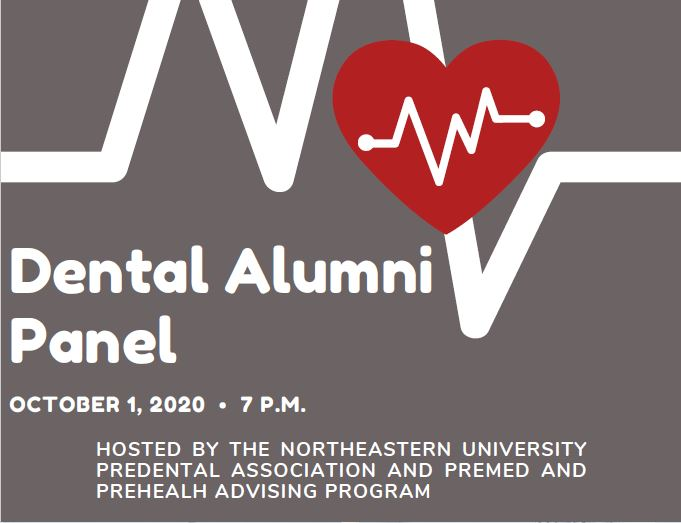 Dental Alumni
Panel
OCTOBER 1, 2020 • 7 P.M.
HOSTED BY THE NORTHEASTERN UNIVERSITY
PREDENTAL ASSOCIATION AND PREMED AND
PREHEALH ADVISING PROGRAM